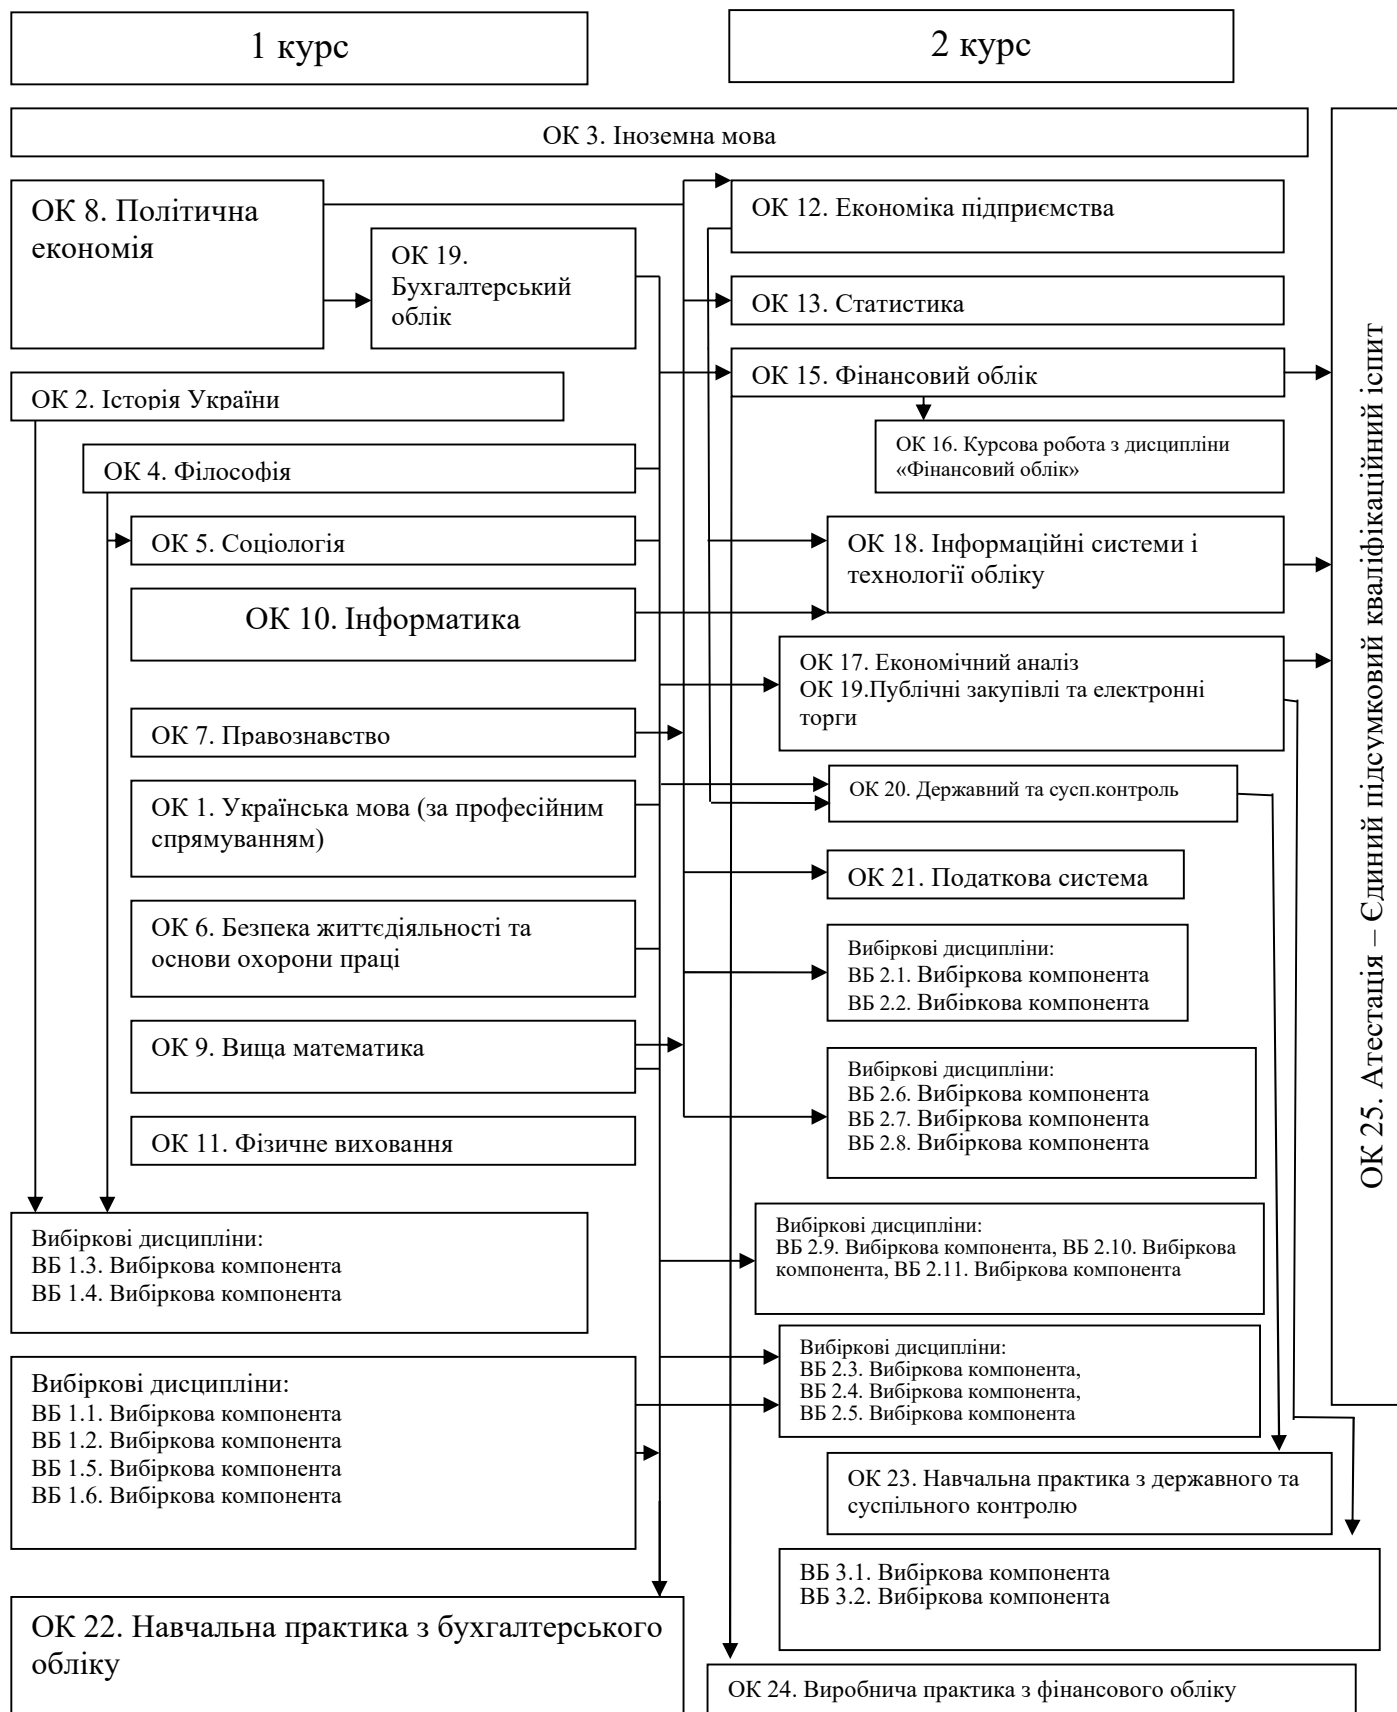 1 курс
2 курс
ОК 3. Іноземна мова
ОК 8. Політична
економія
ОК 19.
Бухгалтерський
облік
ОК 12. Економіка підприємства
ОК 13. Статистика
ОК 2. Історія України
ОК 15. Фінансовий облік
ОК 16. Курсова робота з дисципліни
«Фінансовий облік»
ОК 4. Філософія
ОК 5. Соціологія
ОК 18. Інформаційні системи і
технології обліку
ОК 10. Інформатика
ОК 17. Економічний аналіз
ОК 19.Публічні закупівлі та електронні
торги
ОК 7. Правознавство
ОК 1. Українська мова (за професійним
спрямуванням)
ОК 20. Державний та сусп.контроль
ОК 21. Податкова система
ОК 6. Безпека життєдіяльності та
основи охорони праці
Вибіркові дисципліни:
ВБ 2.1. Вибіркова компонента
ВБ 2.2. Вибіркова компонента
ОК 9. Вища математика
Вибіркові дисципліни:
ВБ 2.6. Вибіркова компонента
ВБ 2.7. Вибіркова компонента
ВБ 2.8. Вибіркова компонента
ОК 11. Фізичне виховання
Вибіркові дисципліни:
ВБ 1.3. Вибіркова компонента
ВБ 1.4. Вибіркова компонента
Вибіркові дисципліни:
ВБ 2.9. Вибіркова компонента, ВБ 2.10. Вибіркова
компонента, ВБ 2.11. Вибіркова компонента
Вибіркові дисципліни:
ВБ 2.3. Вибіркова компонента,
ВБ 2.4. Вибіркова компонента,
ВБ 2.5. Вибіркова компонента
Вибіркові дисципліни:
ВБ 1.1. Вибіркова компонента
ВБ 1.2. Вибіркова компонента
ВБ 1.5. Вибіркова компонента
ВБ 1.6. Вибіркова компонента
ОК 23. Навчальна практика з державного та
суспільного контролю
ВБ 3.1. Вибіркова компонента
ВБ 3.2. Вибіркова компонента
ОК 22. Навчальна практика з бухгалтерського
обліку
ОК 24. Виробнича практика з фінансового обліку
ОК 25. Атестація – Єдиний підсумковий кваліфікаційний іспит